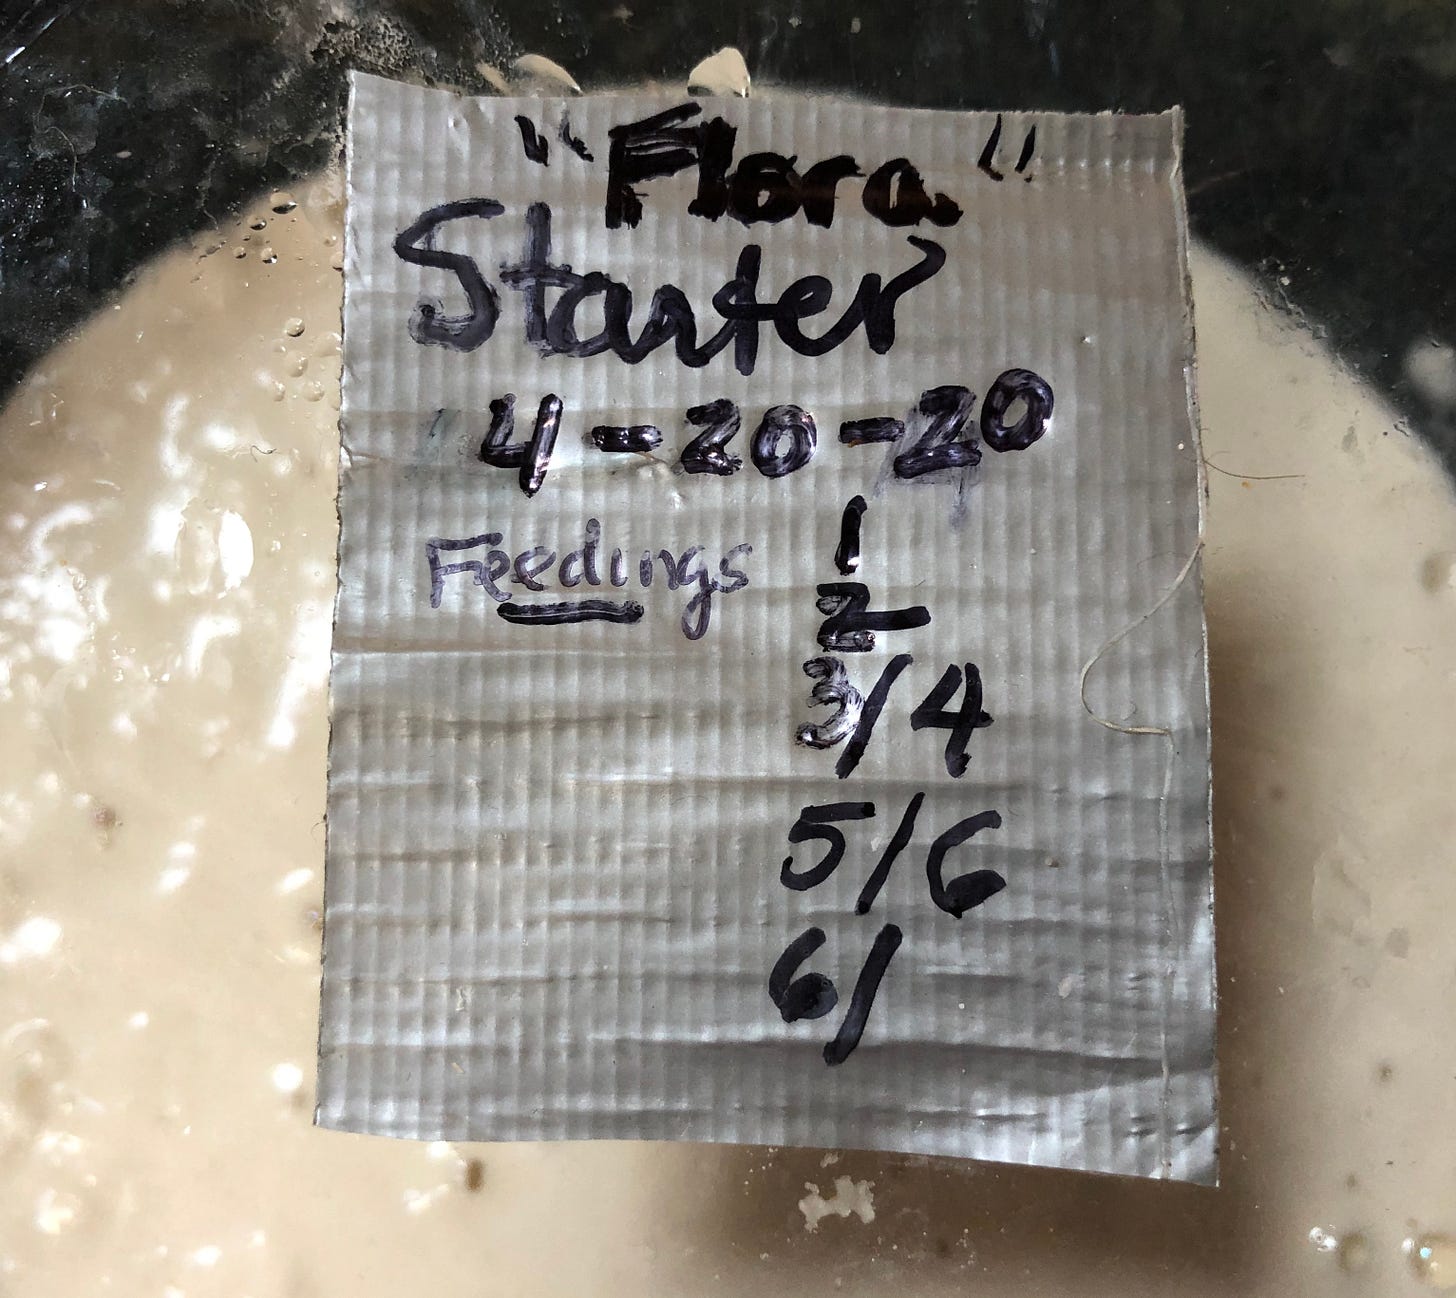 "Flora"
Starter
4-20-20
Feedings 1
2
3/4
5/6
6/